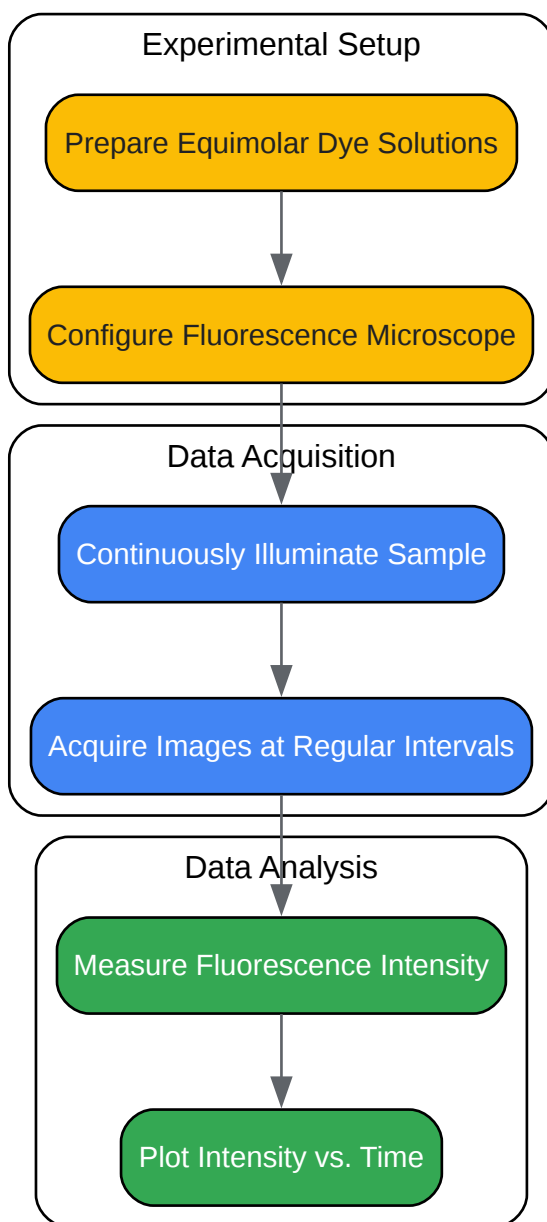 Experimental Setup
Prepare Equimolar Dye Solutions
Configure Fluorescence Microscope
Data Acquisition
Continuously Illuminate Sample
Acquire Images at Regular Intervals
Data Analysis
Measure Fluorescence Intensity
Plot Intensity vs. Time